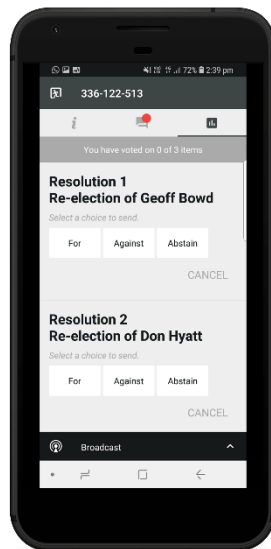 72% 2:39 pm
336-122-513
i
You have voted on 0 of 3 items
Resolution 1
Re-election of Geoff Bowd
Select a choice to send.
For Against Abstain
CANCEL
Resolution 2
Re-election of Don Hyatt
Select a choice to send.
For Against Abstain
CANCEL
Broadcast